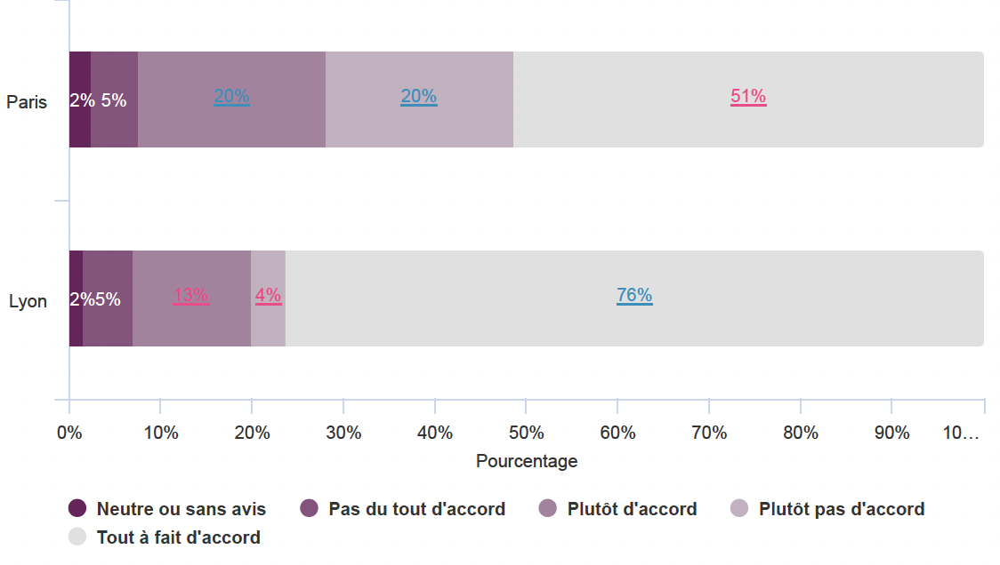 Paris 2% 5% 20% 20% 51%
Lyon 2% 5% 13% 4% 76%
0% 10% 20% 30% 40% 50% 60% 70% 80% 90% 10…
Pourcentage
Neutre ou sans avis Pas du tout d'accord Plutôt d'accord Plutôt pas d'accord
Tout à fait d'accord